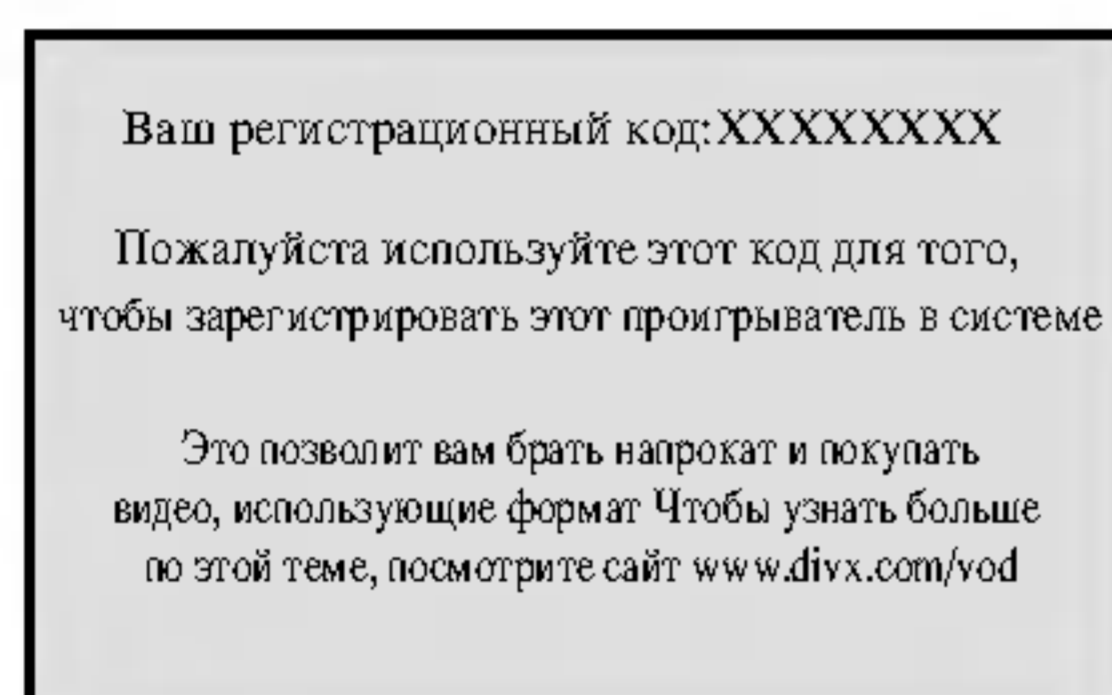 Ваш регистрационный код:XXXXXXXX
Пожалуйста используйте этот код для того,
чтобы зарегистрировать этот проигрыватель в системе
Это позволит вам брать напрокат и покупать
видео, использующие формат Чтобы узнать больше
по этой теме, посмотрите сайт www.divx.com/vod